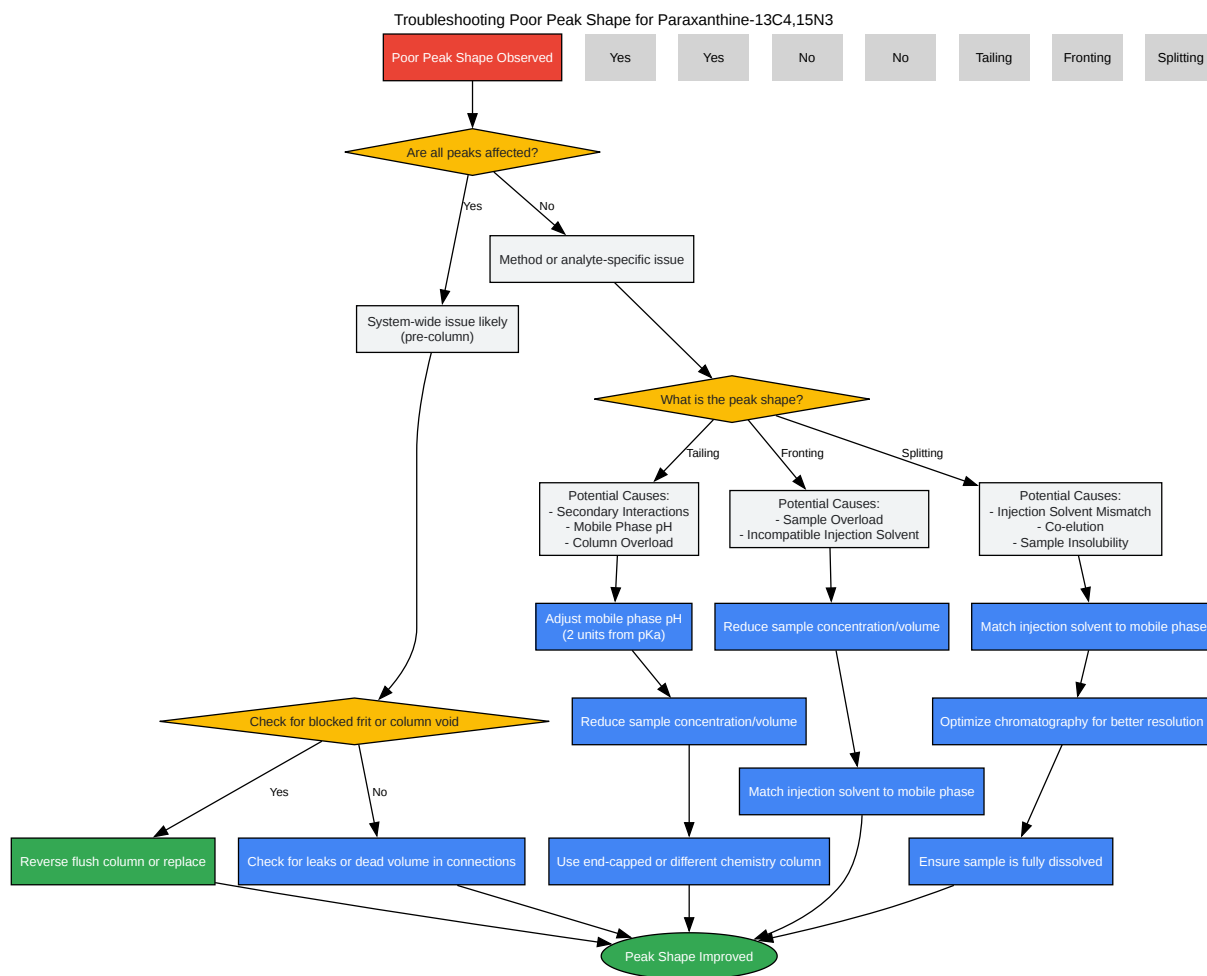 Troubleshooting Poor Peak Shape for Paraxanthine-13C4,15N3
Poor Peak Shape Observed
Yes
Yes
No
No
Tailing
Fronting
Splitting
Are all peaks affected?
Yes
No
Method or analyte-specific issue
System-wide issue likely
(pre-column)
What is the peak shape?
Tailing
Fronting
Splitting
Potential Causes:
- Secondary Interactions
- Mobile Phase pH
- Column Overload
Potential Causes:
- Sample Overload
- Incompatible Injection Solvent
Potential Causes:
- Injection Solvent Mismatch
- Co-elution
- Sample Insolubility
Adjust mobile phase pH
(2 units from pKa)
Reduce sample concentration/volume
Match injection solvent to mobile phase
Check for blocked frit or column void
Reduce sample concentration/volume
Optimize chromatography for better resolution
Yes
No
Match injection solvent to mobile phase
Reverse flush column or replace
Check for leaks or dead volume in connections
Use end-capped or different chemistry column
Ensure sample is fully dissolved
Peak Shape Improved